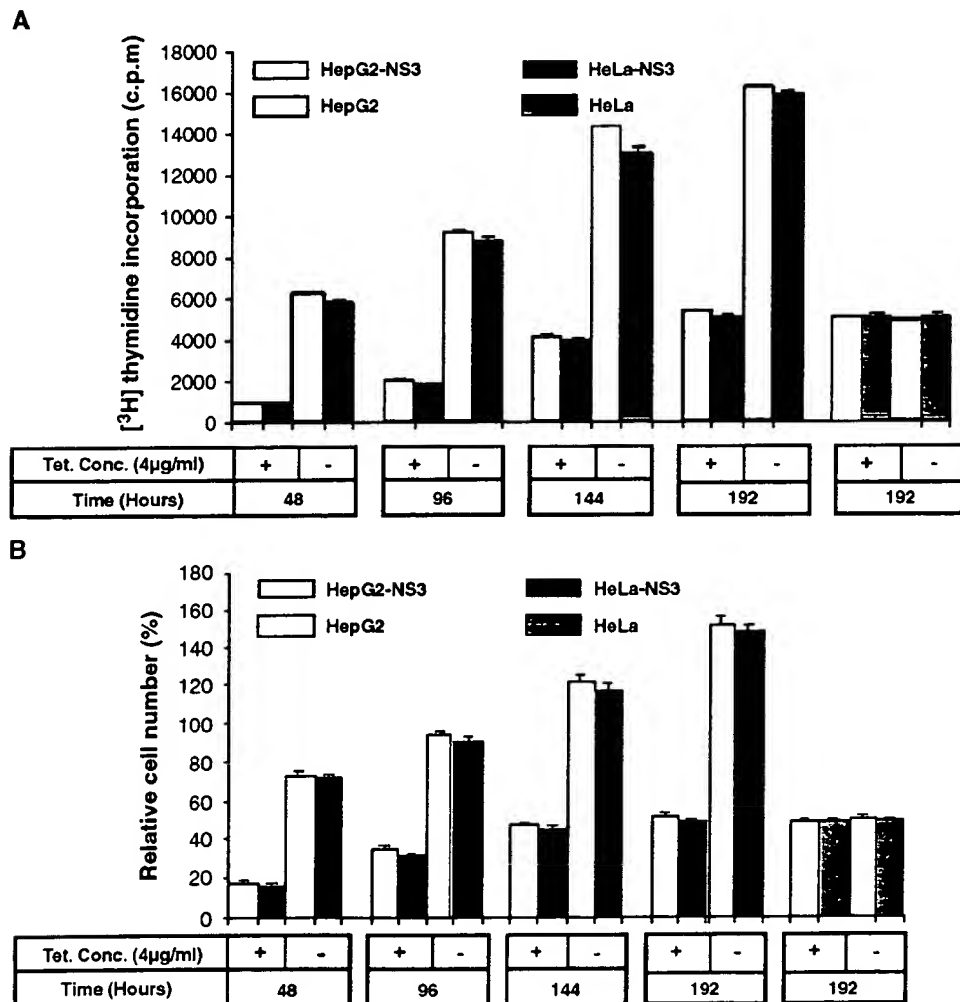 A
[³H] thymidine incorporation (c.p.m)
18000
16000
14000
12000
10000
8000
6000
4000
2000
0
HepG2-NS3
HepG2
HeLa-NS3
HeLa
Tet. Conc. (4µg/ml) + - + - + - + - + -
Time (Hours) 48 96 144 192 192
B
Relative cell number (%)
180
160
140
120
100
80
60
40
20
0
HepG2-NS3
HepG2
HeLa-NS3
HeLa
Tet. Conc. (4µg/ml) + - + - + - + - + -
Time (Hours) 48 96 144 192 192